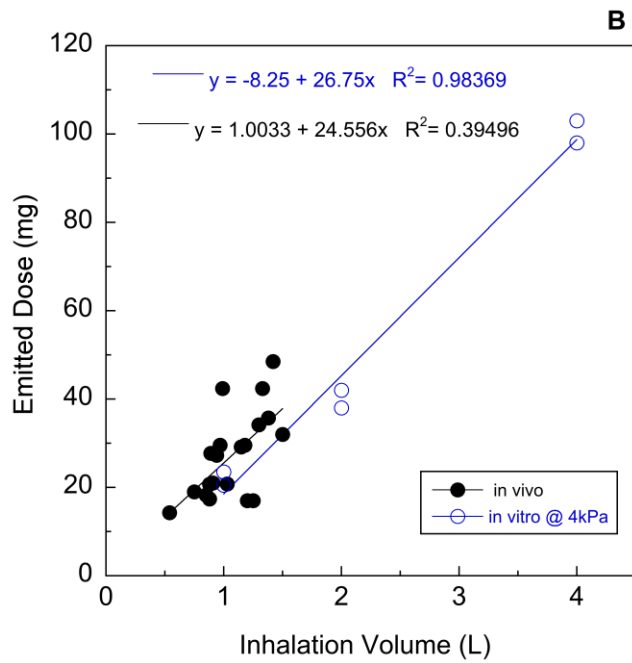 B
120
y = -8.25 + 26.75x R²= 0.98369
y = 1.0033 + 24.556x R²= 0.39496
100
80
60
40
20
0
Emitted Dose (mg)
in vivo
in vitro @ 4kPa
0 1 2 3 4
Inhalation Volume (L)